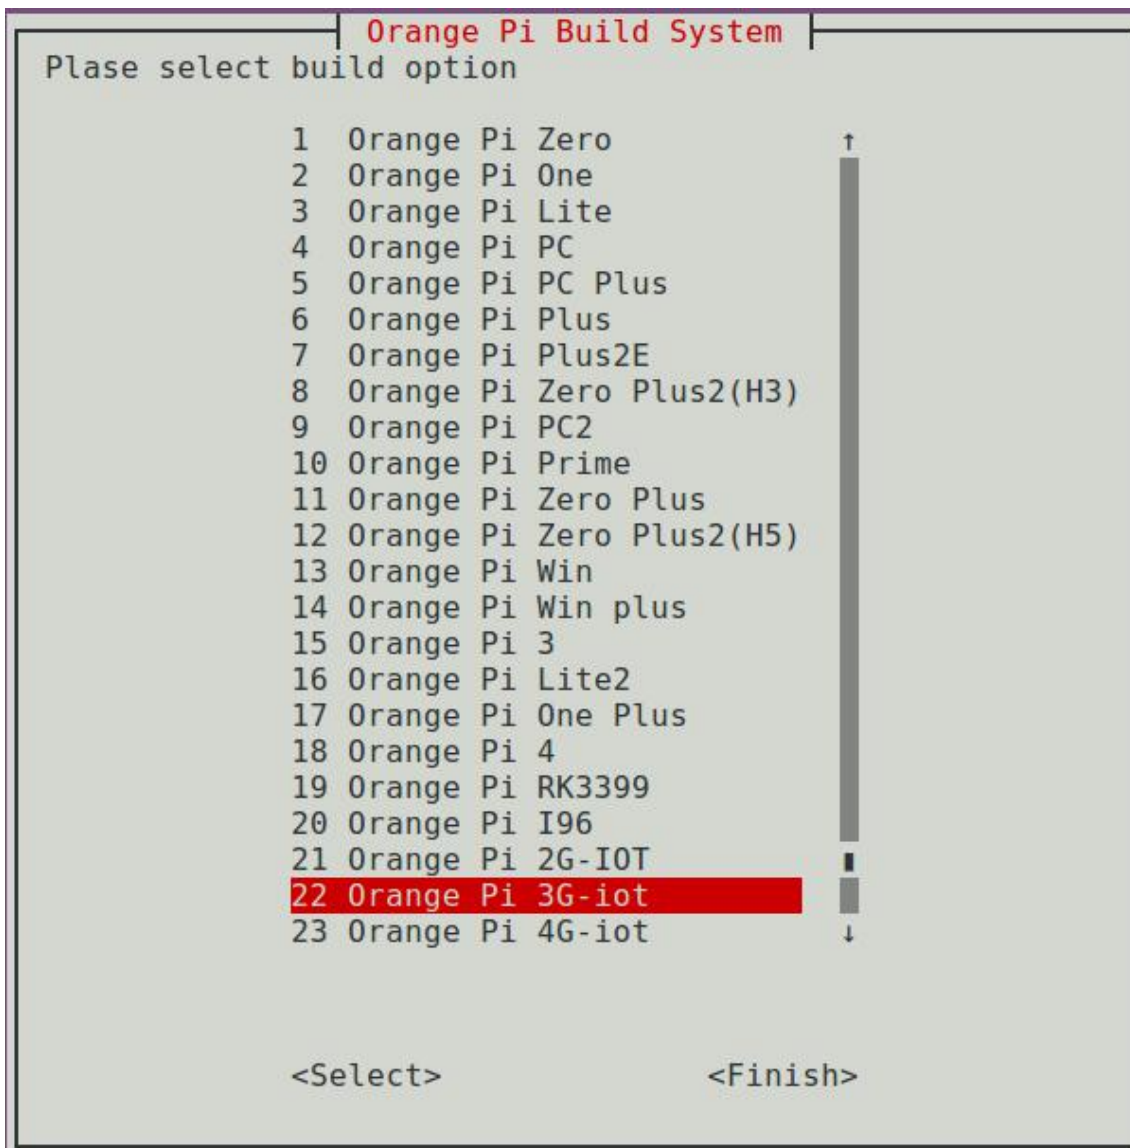 Orange Pi Build System
Plase select build option
1 Orange Pi Zero ↑
2 Orange Pi One
3 Orange Pi Lite
4 Orange Pi PC
5 Orange Pi PC Plus
6 Orange Pi Plus
7 Orange Pi Plus2E
8 Orange Pi Zero Plus2(H3)
9 Orange Pi PC2
10 Orange Pi Prime
11 Orange Pi Zero Plus
12 Orange Pi Zero Plus2(H5)
13 Orange Pi Win
14 Orange Pi Win plus
15 Orange Pi 3
16 Orange Pi Lite2
17 Orange Pi One Plus
18 Orange Pi 4
19 Orange Pi RK3399
20 Orange Pi I96
21 Orange Pi 2G-IOT
22 Orange Pi 3G-iot
23 Orange Pi 4G-iot ↓
<Select> <Finish>